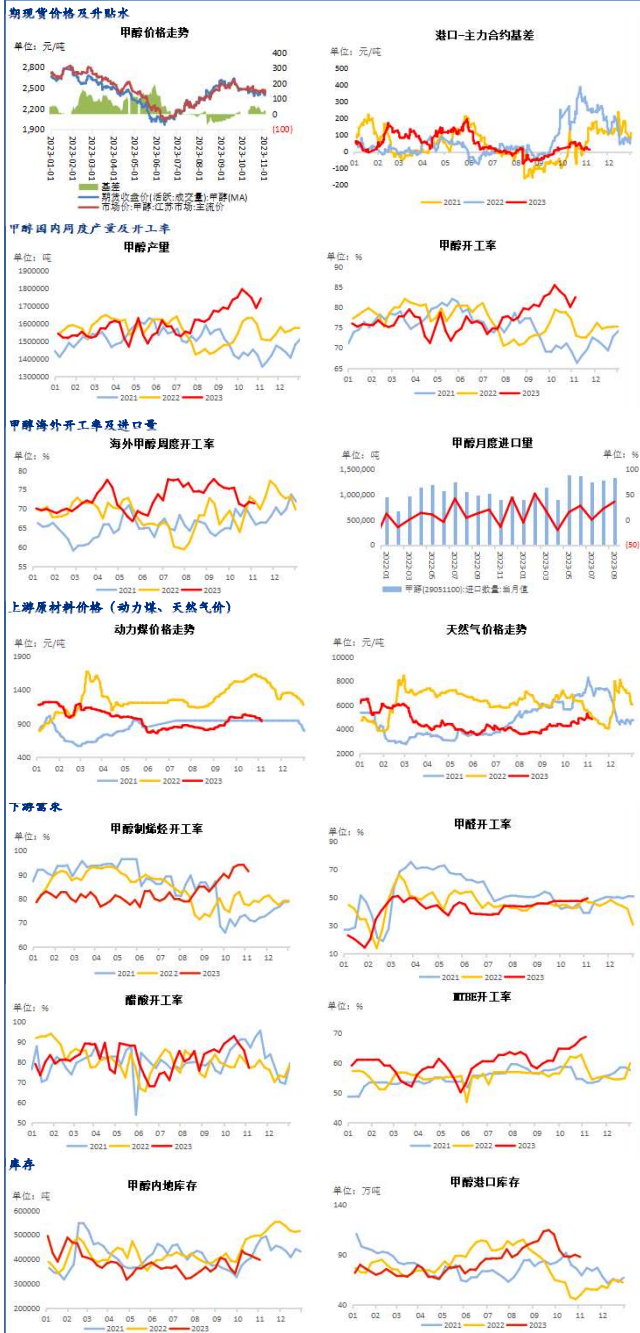 期现货价格及升贴水
甲醇价格走势
单位：元/吨
2,800
2,500
2,200
1,900
400
300
200
100
0
(100)
2023-01-01
2023-02-01
2023-03-01
2023-04-01
2023-05-01
2023-06-01
2023-07-01
2023-08-01
2023-09-01
2023-10-01
2023-11-01
基差
期货收盘价(活跃:成交量):甲醇(MA)
市场价:甲醇:江苏市场:主流价
港口-主力合约基差
单位：元/吨
500
400
300
200
100
0
-100
-200
01 02 03 04 05 06 07 08 09 10 11 12
2021 2022 2023
甲醇国内周度产量及开工率
甲醇产量
单位：吨
1900000
1800000
1700000
1600000
1500000
1400000
1300000
01 02 03 04 05 06 07 08 09 10 11 12
2021 2022 2023
甲醇开工率
单位：%
90
85
80
75
70
65
01 02 03 04 05 06 07 08 09 10 11 12
2021 2022 2023
甲醇海外开工率及进口量
海外甲醇周度开工率
单位：%
80
75
70
65
60
55
01 02 03 04 05 06 07 08 09 10 11 12
2021 2022 2023
甲醇月度进口量
单位：吨
单位：%
1,500,000
1,000,000
500,000
0
100
50
0
(50)
2022-01
2022-03
2022-05
2022-07
2022-09
2022-11
2023-01
2023-03
2023-05
2023-07
2023-09
甲醇(29051100):进口数量:当月值
上游原材料价格（动力煤、天然气价）
动力煤价格走势
单位：元/吨
1900
1400
900
400
01 02 03 04 05 06 07 08 09 10 11 12
2021 2022 2023
天然气价格走势
单位：元/吨
10000
8000
6000
4000
2000
01 02 03 04 05 06 07 08 09 10 11 12
2021 2022 2023
下游需求
甲醇制烯烃开工率
单位：%
100
90
80
70
60
01 02 03 04 05 06 07 08 09 10 11 12
2021 2022 2023
甲醛开工率
单位：%
90
70
50
30
10
01 02 03 04 05 06 07 08 09 10 11 12
2021 2022 2023
醋酸开工率
单位：%
100
90
80
70
60
50
01 02 03 04 05 06 07 08 09 10 11 12
2021 2022 2023
MTBE开工率
单位：%
70
60
50
40
01 02 03 04 05 06 07 08 09 10 11 12
2021 2022 2023
库存
甲醇内地库存
单位：吨
600000
500000
400000
300000
200000
01 02 03 04 05 06 07 08 09 10 11 12
2021 2022 2023
甲醇港口库存
单位：万吨
140
90
40
01 02 03 04 05 06 07 08 09 10 11 12
2021 2022 2023